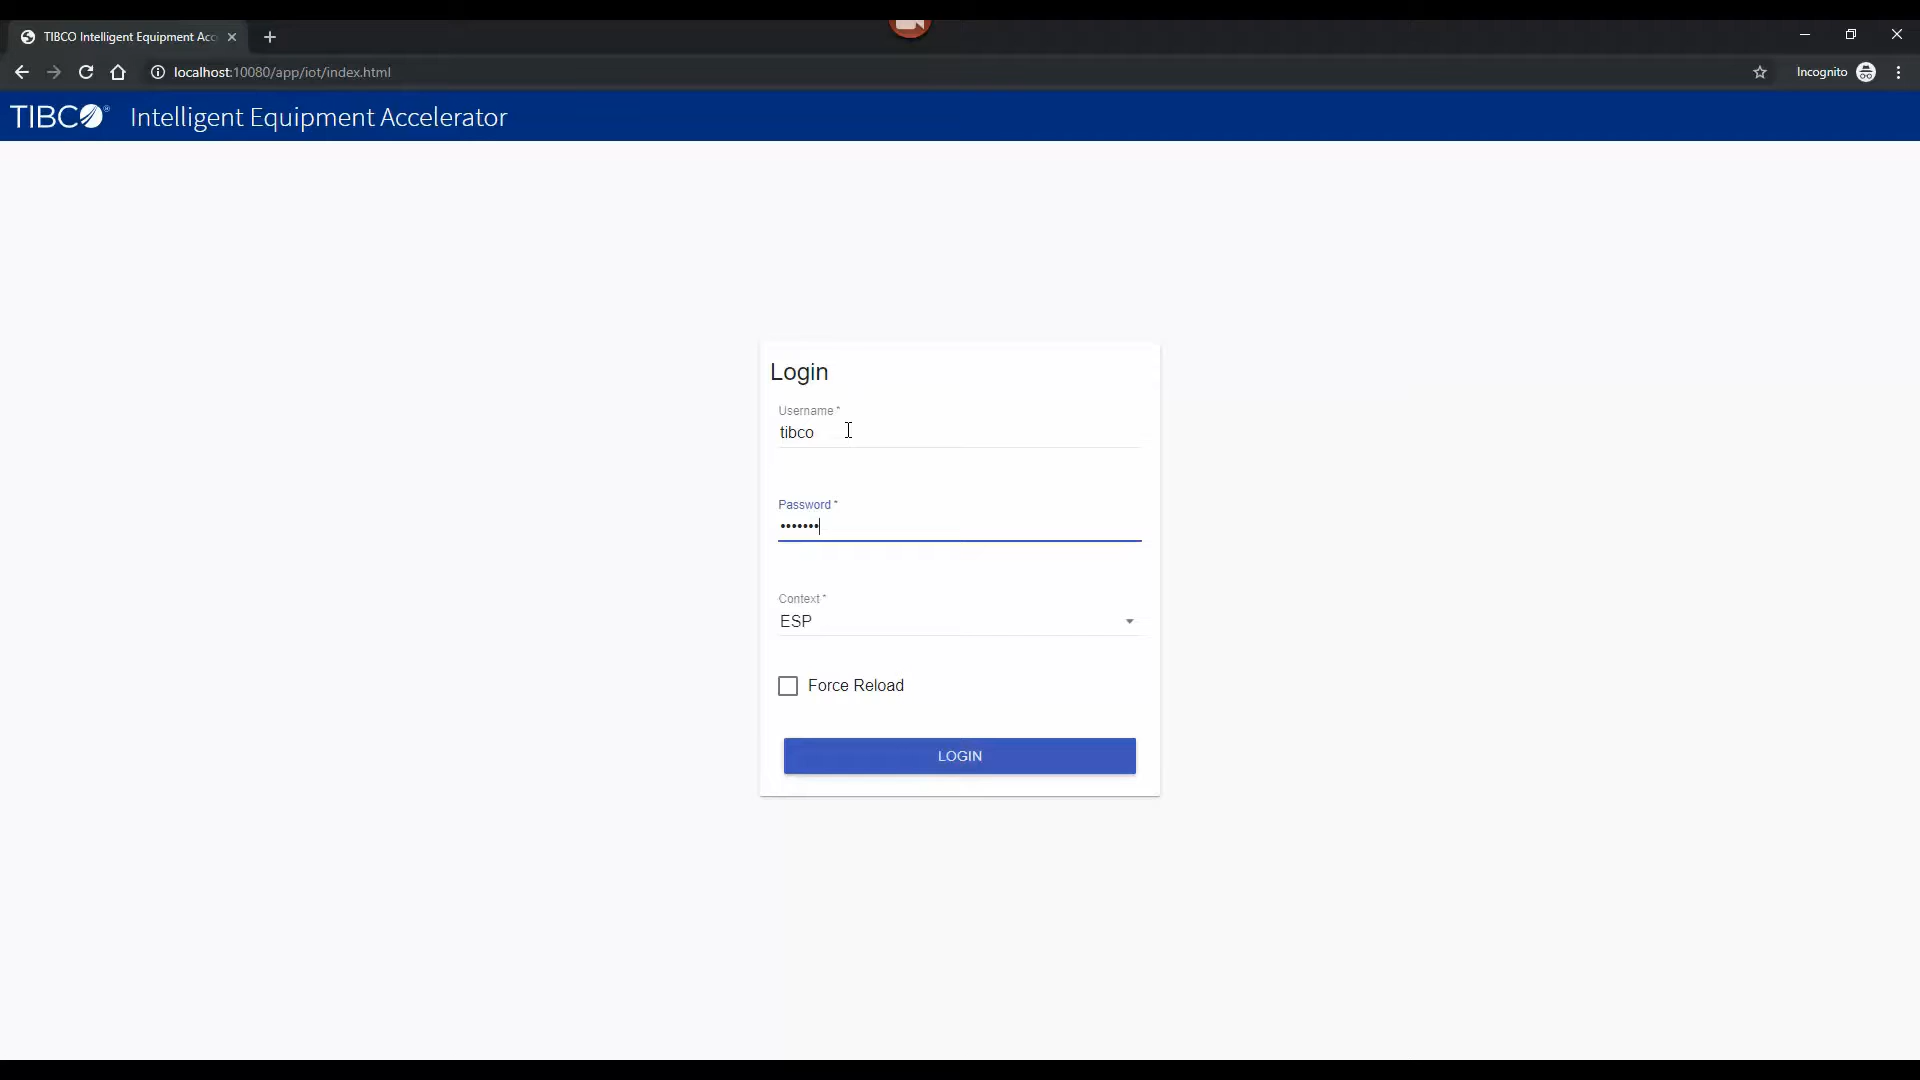 TIBCO Intelligent Equipment Acc
localhost:10080/app/iot/index.html
Incognito
TIBCO® Intelligent Equipment Accelerator
Login
Username *
tibco
Password *
•••••••
Context *
ESP
Force Reload
LOGIN